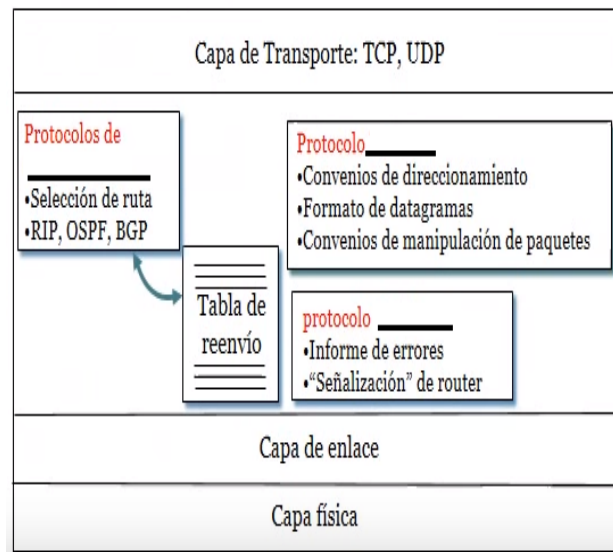 Capa de Transporte: TCP, UDP
Protocolos de
•Selección de ruta
•RIP, OSPF, BGP
Protocolo
•Convenios de direccionamiento
•Formato de datagramas
•Convenios de manipulación de paquetes
Tabla de
reenvío
protocolo
•Informe de errores
•“Señalización” de router
Capa de enlace
Capa física